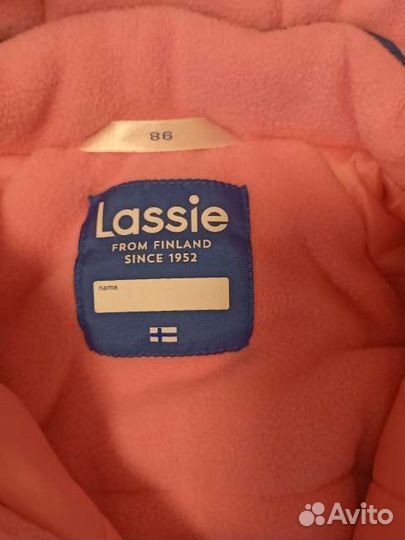 86
Lassie
FROM FINLAND
SINCE 1952
name
Avito